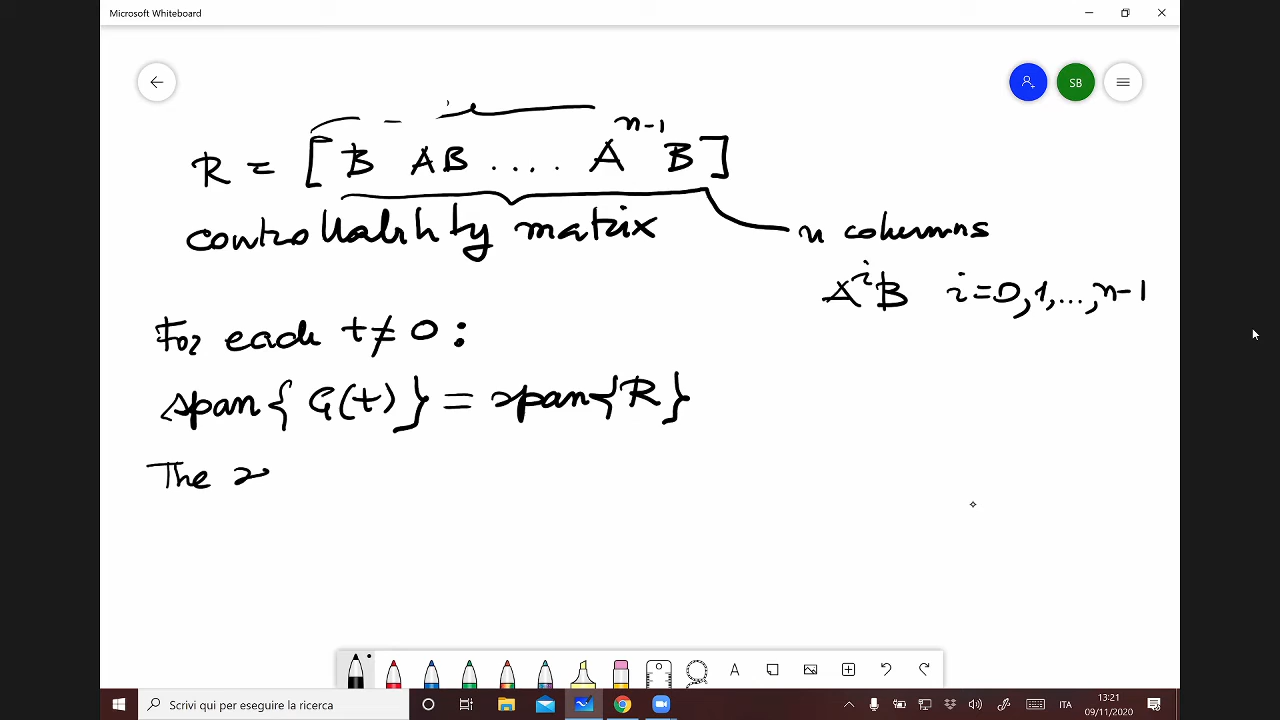 Microsoft Whiteboard
SB
R = [ B AB .... A^{n-1} B ]
controllability matrix
n columns
A^i B i=0,1,...,n-1
For each t≠0:
span{ G(t) } = span{R}
The
A
Scrivi qui per eseguire la ricerca
ITA
13:21
09/11/2020